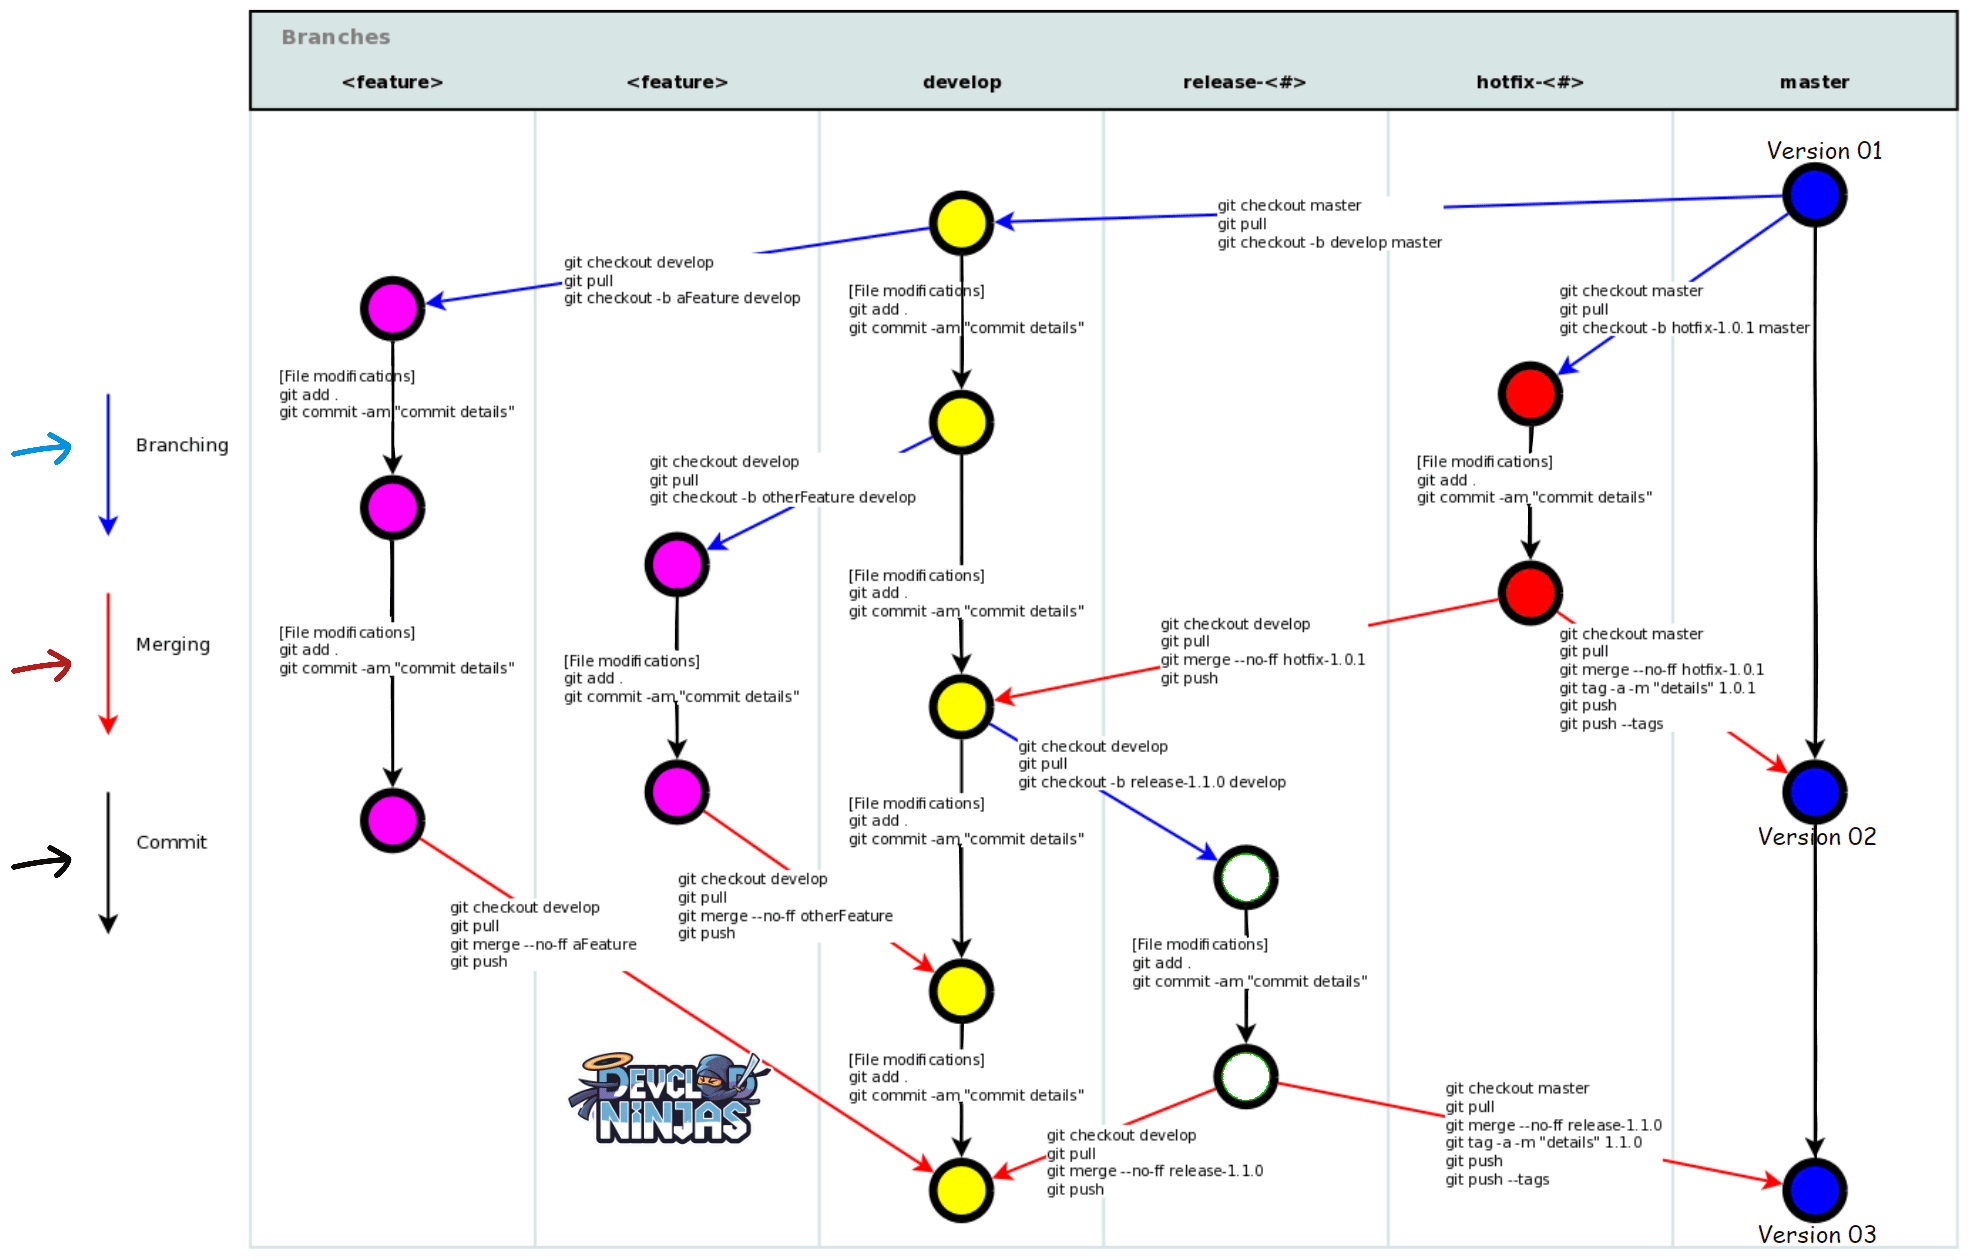 Branches
<feature>
<feature>
develop
release-<#>
hotfix-<#>
master
Version 01
git checkout master
git pull
git checkout -b develop master
git checkout develop
git pull
git checkout -b aFeature develop
[File modifications]
git add .
git commit -am "commit details"
git checkout master
git pull
git checkout -b hotfix-1.0.1 master
[File modifications]
git add .
git commit -am "commit details"
Branching
git checkout develop
git pull
git checkout -b otherFeature develop
[File modifications]
git add .
git commit -am "commit details"
[File modifications]
git add .
git commit -am "commit details"
Merging
[File modifications]
git add .
git commit -am "commit details"
[File modifications]
git add .
git commit -am "commit details"
git checkout develop
git pull
git merge --no-ff hotfix-1.0.1
git push
git checkout master
git pull
git merge --no-ff hotfix-1.0.1
git tag -a -m "details" 1.0.1
git push
git push --tags
git checkout develop
git pull
git checkout -b release-1.1.0 develop
[File modifications]
git add .
git commit -am "commit details"
Version 02
Commit
git checkout develop
git pull
git merge --no-ff aFeature
git push
git checkout develop
git pull
git merge --no-ff otherFeature
git push
[File modifications]
git add .
git commit -am "commit details"
[File modifications]
git add .
git commit -am "commit details"
DEVCLOD
NINJAS
git checkout develop
git pull
git merge --no-ff release-1.1.0
git push
git checkout master
git pull
git merge --no-ff release-1.1.0
git tag -a -m "details" 1.1.0
git push
git push --tags
Version 03